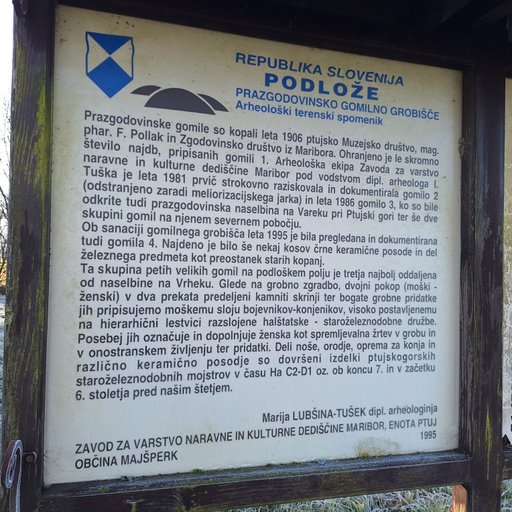 REPUBLIKA SLOVENIJA
PODLOŽE
PRAZGODOVINSKO GOMILNO GROBIŠČE
Arheološki terenski spomenik
Prazgodovinske gomile so kopali leta 1906 ptujsko Muzejsko društvo, mag.
phar. F. Pollak in Zgodovinsko društvo iz Maribora. Ohranjeno je le skromno
število najdb, pripisanih gomili 1. Arheološka ekipa Zavoda za varstvo
naravne in kulturne dediščine Maribor pod vodstvom dipl. arheologa I.
Tuška je leta 1981 prvič strokovno raziskovala in dokumentirala gomilo 2
(odstranjeno zaradi meliorizacijskega jarka) in leta 1986 gomilo 3, ko so bile
odkrite tudi prazgodovinska naselbina na Vareku pri Ptujski gori ter še dve
skupini gomil na njenem severnem pobočju.
Ob sanaciji gomilnega grobišča leta 1995 je bila pregledana in dokumentirana
tudi gomila 4. Najdeno je bilo še nekaj kosov črne keramične posode in del
železnega predmeta kot preostanek starih kopanj.
Ta skupina petih velikih gomil na podloškem polju je tretja najbolj oddaljena
od naselbine na Vrheku. Glede na grobno zgradbo, dvojni pokop (moški -
ženski) v dva prekata predeljeni kamniti skrinji ter bogate grobne pridatke
jih pripisujemo moškemu sloju bojevnikov-konjenikov, visoko postavljenemu
na hierarhični lestvici razslojene halštatske - staroželeznodobne družbe.
Posebej jih označuje in dopolnjuje ženska kot spremljevalna žrtev v grobu in
v onostranskem življenju ter pridatki. Deli noše, orodje, oprema za konja in
različno keramično posodje so dovršeni izdelki ptujskogorskih
staroželeznodobnih mojstrov v času Ha C2-D1 oz. ob koncu 7. in v začetku
6. stoletja pred našim štetjem.
Marija LUBŠINA-TUŠEK dipl. arheologinja
ZAVOD ZA VARSTVO NARAVNE IN KULTURNE DEDIŠČINE MARIBOR, ENOTA PTUJ
OBČINA MAJŠPERK 1995